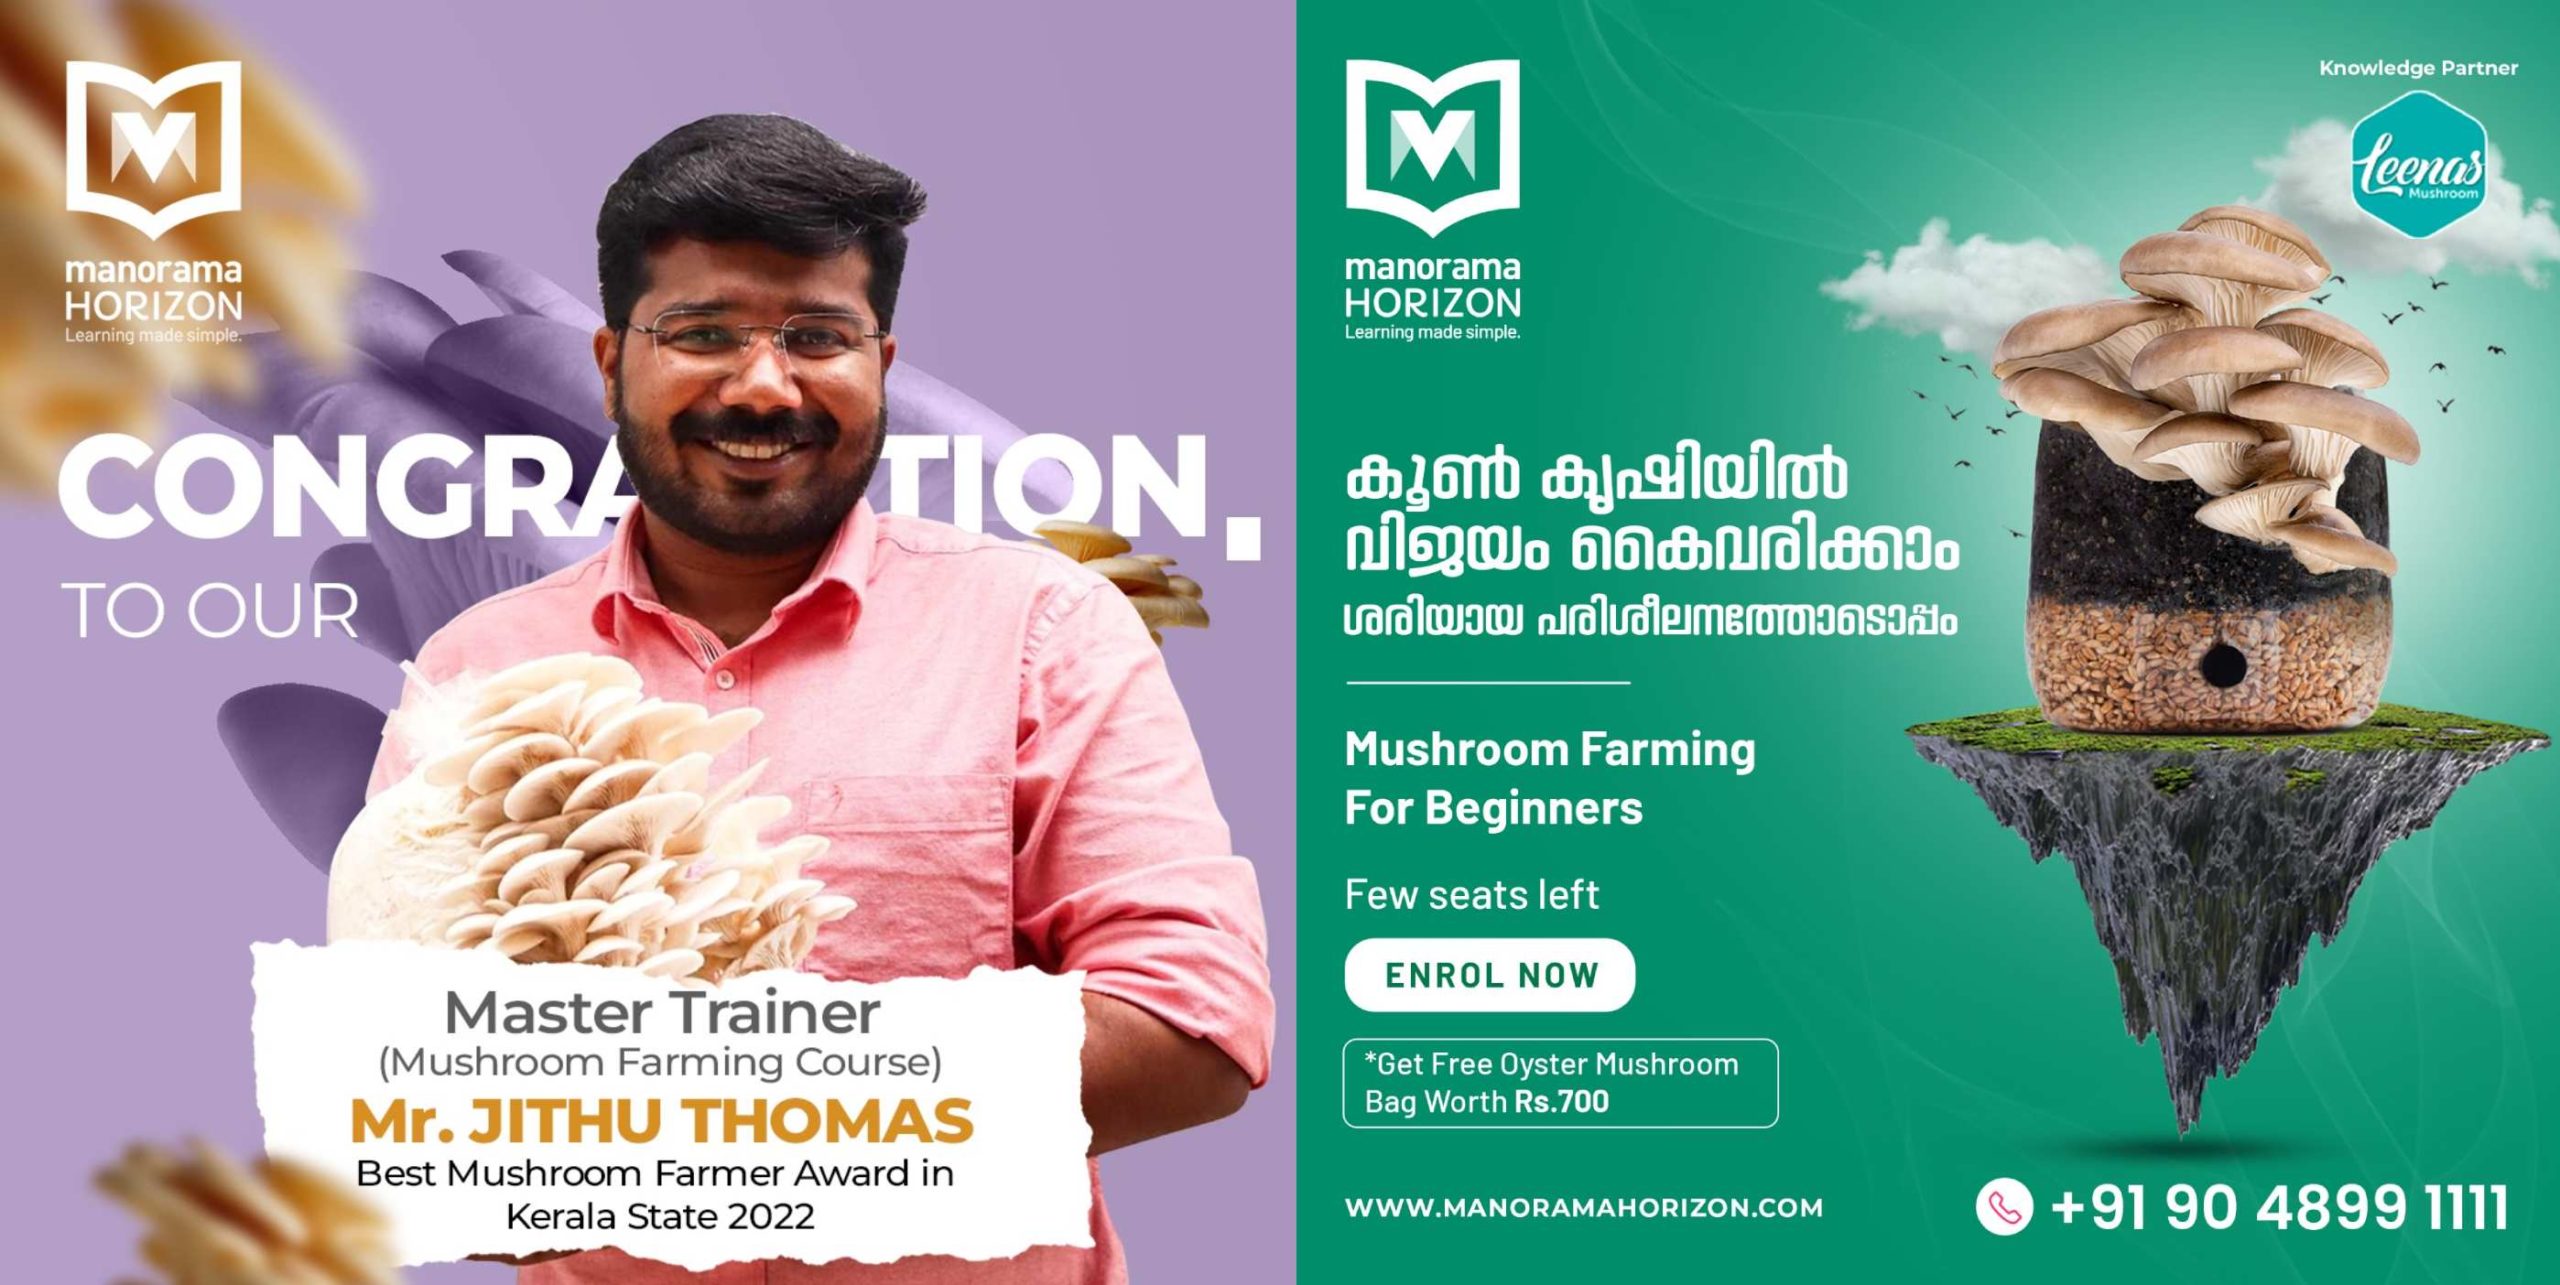 manorama
HORIZON
Learning made simple.
CONGRA TION.
TO OUR
Master Trainer
(Mushroom Farming Course)
Mr. JITHU THOMAS
Best Mushroom Farmer Award in
Kerala State 2022
manorama
HORIZON
Learning made simple.
Knowledge Partner
Leenas
Mushroom
കൂൺ കൃഷിയിൽ
വിജയം കൈവരിക്കാം
ശരിയായ പരിശീലനത്തോടൊപ്പം
Mushroom Farming
For Beginners
Few seats left
ENROL NOW
*Get Free Oyster Mushroom
Bag Worth Rs.700
WWW.MANORAMAHORIZON.COM
+91 90 4899 1111